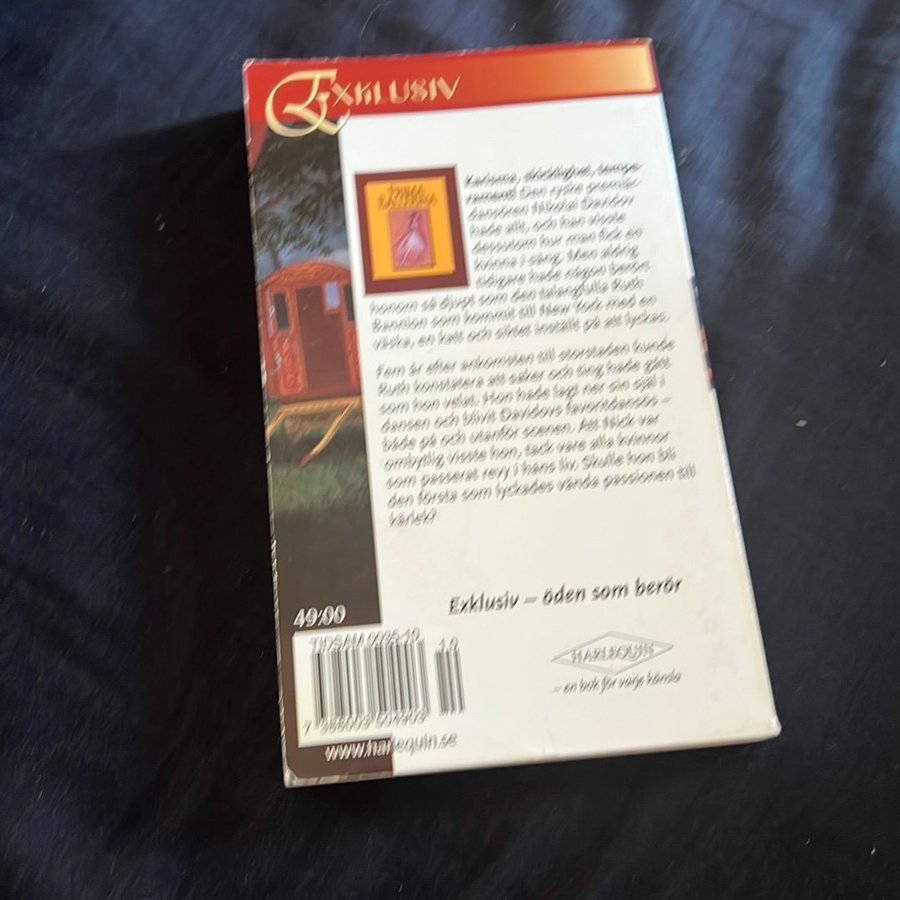 EXKLUSIV
Karisma, skicklighet, tempe-
rament! Den ryske premiär-
dansören Nikolai Davidov
hade allt, och han visste
dessutom hur man fick en
kvinna i säng. Men aldrig
tidigare hade någon berört
honom så djupt som den talangfulla Ruth
Bannion som kommit till New York med en
väska, en katt och siktet inställt på att lyckas.
Fem år efter ankomsten till storstaden kunde
Ruth konstatera att saker och ting hade gått
som hon velat. Hon hade lagt ner sin själ i
dansen och blivit Davidovs favoritdansös –
både på och utanför scenen. Att Nick var
ombytlig visste hon, tack vare alla kvinnor
som passerat revy i hans liv. Skulle hon bli
den första som lyckades vända passionen till
kärlek?
Exklusiv – öden som berör
49:00
TIDSAM 0935-10
HARLEQUIN
– en bok för varje känsla
www.harlequin.se